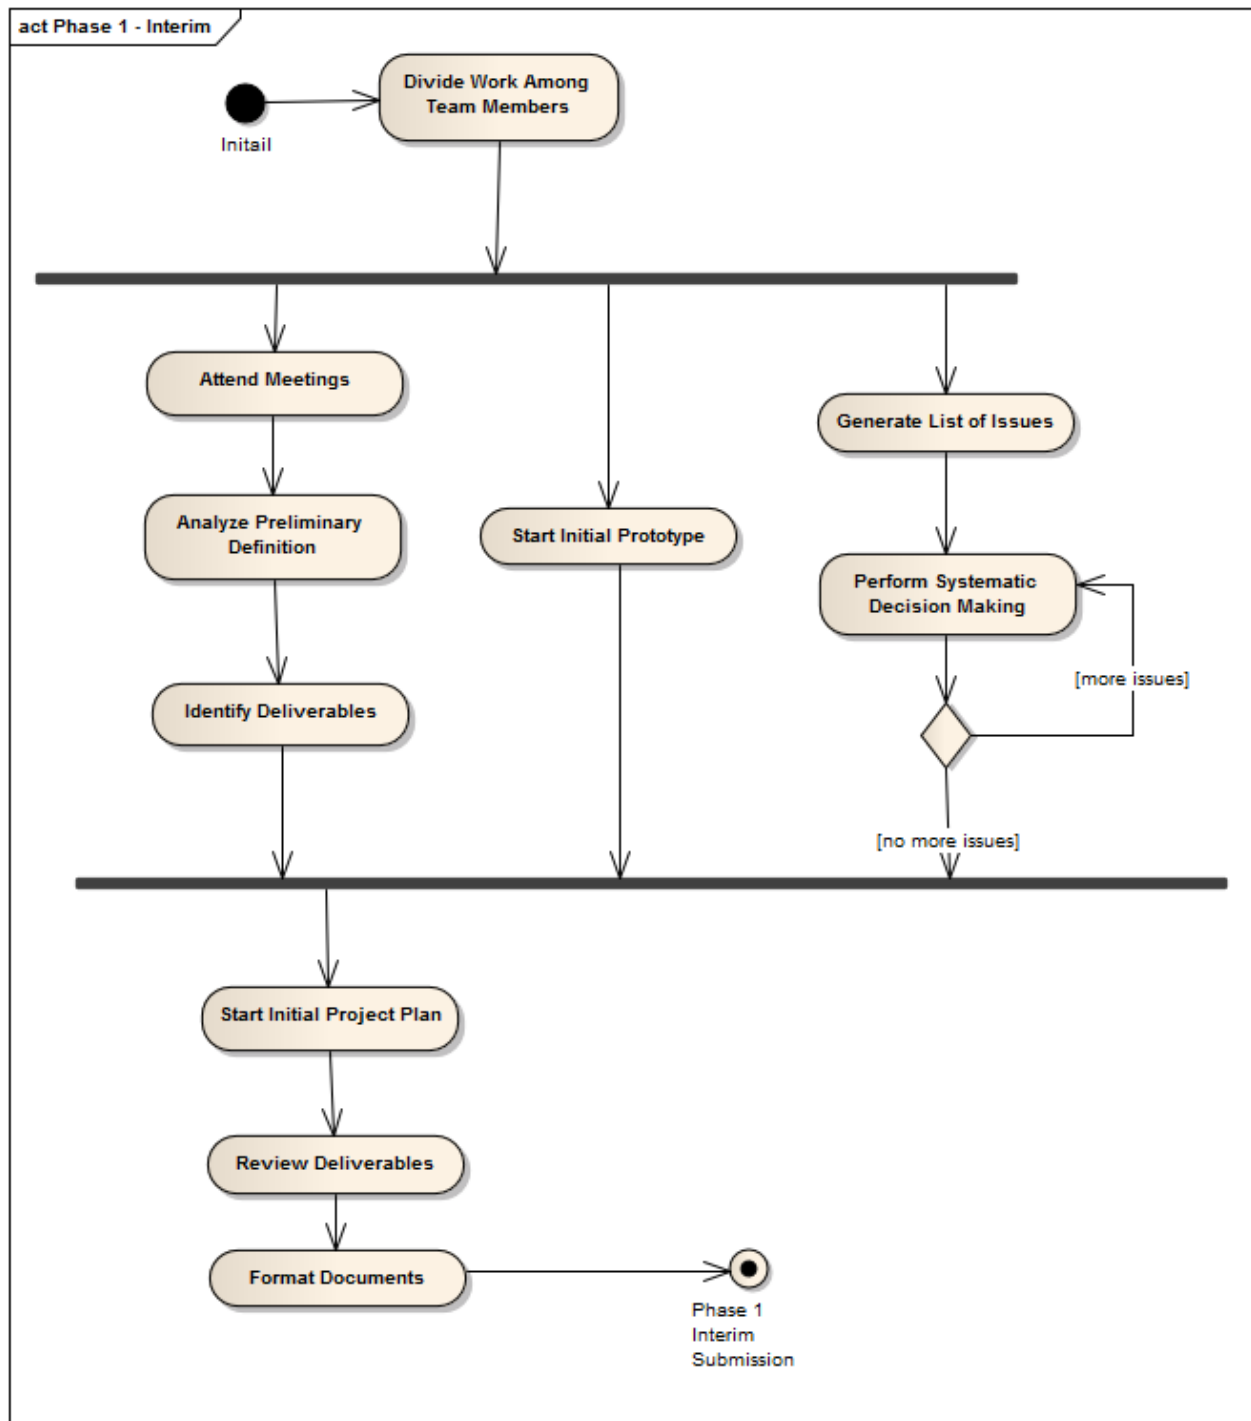 act Phase 1 - Interim
Divide Work Among
Team Members
Initail
Attend Meetings
Generate List of Issues
Analyze Preliminary
Definition
Start Initial Prototype
Perform Systematic
Decision Making
[more issues]
Identify Deliverables
[no more issues]
Start Initial Project Plan
Review Deliverables
Format Documents
Phase 1
Interim
Submission